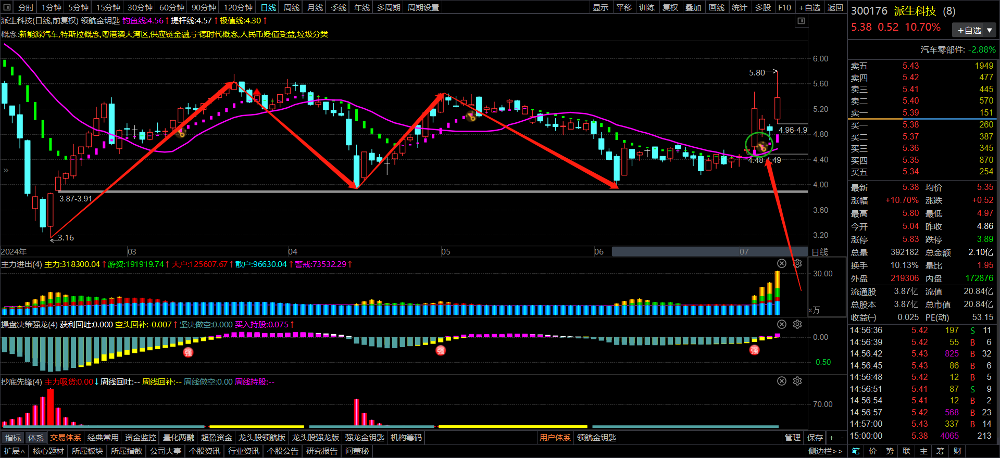 分时 1分钟 5分钟 15分钟 30分钟 60分钟 90分钟 120分钟 日线 周线 月线 季线 年线 多周期 周期设置 显示 平移 训练 复权 叠加 画线 统计 多股 F10 +自选 返回
300176 派生科技 (8)
派生科技(日线,前复权) 领航金钥匙 钓鱼线:4.56↑提杆线:4.57↑极值线:4.30↑
5.38 0.52 10.70% +自选 ▼
概念:新能源汽车,特斯拉概念,粤港澳大湾区,供应链金融,宁德时代概念,人民币贬值受益,垃圾分类
汽车零部件: -2.88%
6.00
5.60
5.20
4.80
4.40
4.00
3.60
3.20
5.80
4.96-4.9
4.48-4.49
3.87-3.91
3.16
»
2024年 03 04 05 06 07 日线
主力进出(4) 主力:318300.04↑游资:191919.74↑大户:125607.67↑散户:96630.04↑警戒:73532.29↑
30.00
×万
操盘决策强龙(4) 获利回吐:0.000 空头回补:-0.007↑坚决做空:0.000 买入持股:0.075↑
0.00
-0.50
强 强 强
抄底先锋(4) 主力吸货:0.00↓周线回吐:-- 周线回补:-- 周线做空:0.00 周线持股:--
70.00
卖五 5.43 1949
卖四 5.42 477
卖三 5.41 445
卖二 5.40 570
卖一 5.39 151
买一 5.38 260
买二 5.37 387
买三 5.36 345
买四 5.35 870
买五 5.34 254
最新 5.38 均价 5.35
涨幅 +10.70% 涨跌 +0.52
最高 5.80 最低 4.97
今开 5.04 昨收 4.86
涨停 5.83 跌停 3.89
总量 392182 总金额 2.10亿
换手 10.13% 量比 1.95
外盘 219306 内盘 172876
流通股 3.87亿 流值 20.84亿
总股本 3.87亿 总市值 20.84亿
收益㈠ 0.025 PE(动) 53.15
14:56:36 5.42 197 S 11
14:56:39 5.42 55 B 6
14:56:42 5.43 825 B 32
14:56:45 5.43 86 B 6
14:56:48 5.42 12 B 5
14:56:51 5.41 87 S 9
14:56:54 5.41 12 B 2
14:56:57 5.42 568 B 23
14:57:00 5.43 337 B 14
15:00:00 5.38 4065 213
指标 体系 交易体系 经典常用 资金监控 量化两融 超盈资金 龙头股领航版 龙头股强龙版 强龙金钥匙 机构筹码 用户体系 领航金钥匙 管理 保存 + -
扩展∧ 核心题材 所属板块 所属指数 公司大事 个股资讯 行业资讯 个股公告 研究报告 问董秘 侧边栏>> 笔 价 势 联 主 筹 财